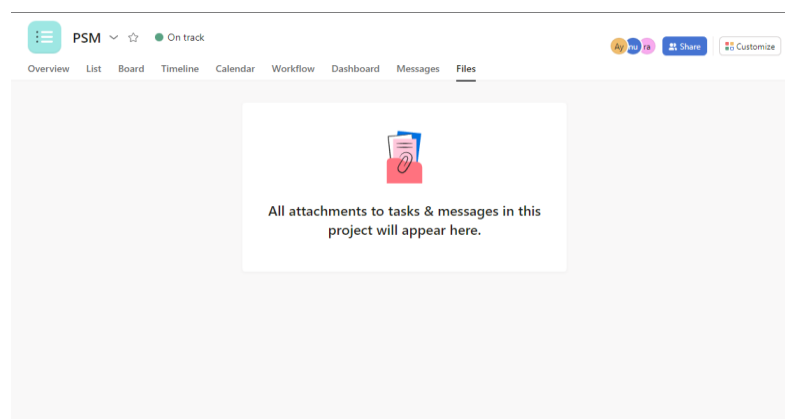 PSM
On track
Ay nu ra
Share
Customize
Overview List Board Timeline Calendar Workflow Dashboard Messages Files
All attachments to tasks & messages in this
project will appear here.